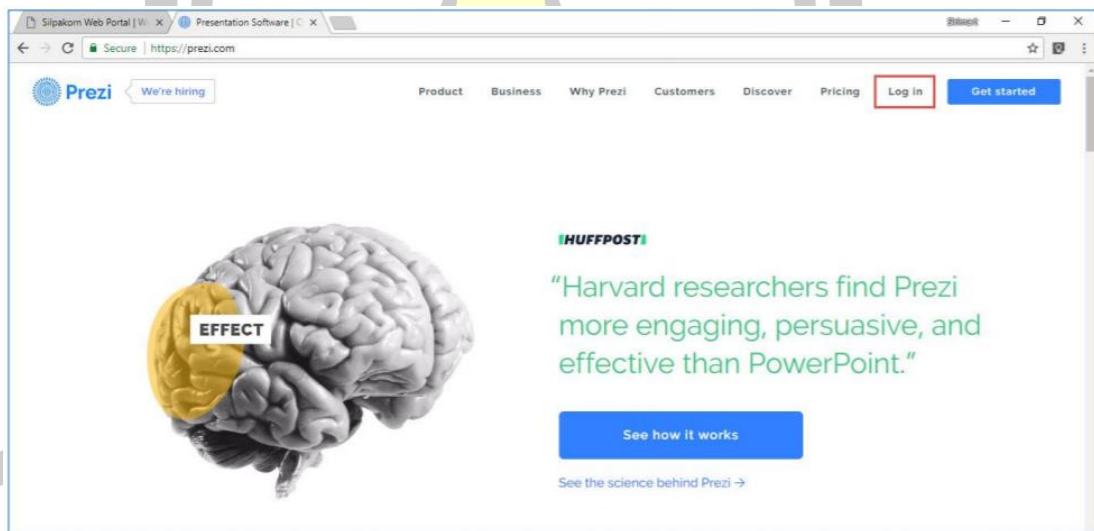 Silpakorn Web Portal | W
Presentation Software | C
Secure | https://prezi.com
Prezi
We're hiring
Product
Business
Why Prezi
Customers
Discover
Pricing
Log in
Get started
HUFFPOST
“Harvard researchers find Prezi
more engaging, persuasive, and
effective than PowerPoint.”
EFFECT
See how it works
See the science behind Prezi →